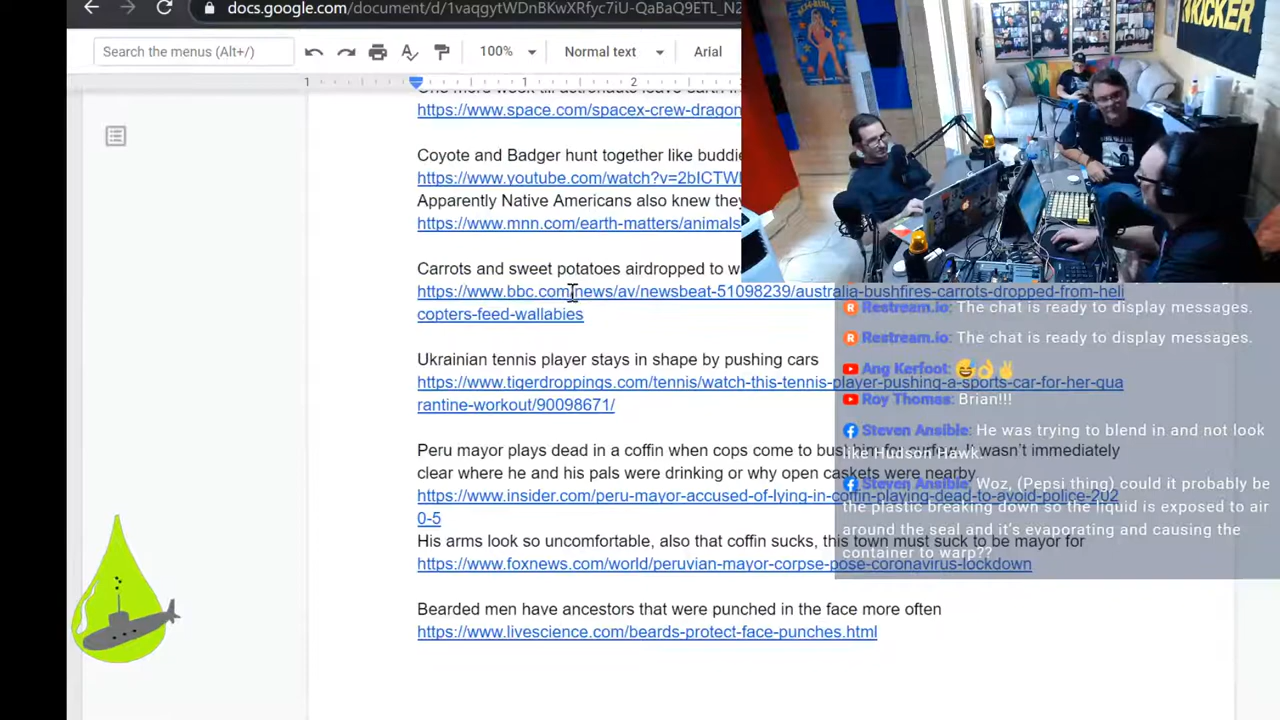 docs.google.com/document/d/1vaqgytWDnBKwXRfyc7iU-QaBaQ9ETL_NZ
Search the menus (Alt+/)
100%
Normal text
Arial
1
1
2
https://www.space.com/spacex-crew-dragon
Coyote and Badger hunt together like buddie
https://www.youtube.com/watch?v=2bICTW
Apparently Native Americans also knew they
https://www.mnn.com/earth-matters/animals
Carrots and sweet potatoes airdropped to w
https://www.bbc.com/news/av/newsbeat-51098239/australia-bushfires-carrots-dropped-from-heli
copters-feed-wallabies
Ukrainian tennis player stays in shape by pushing cars
https://www.tigerdroppings.com/tennis/watch-this-tennis-player-pushing-a-sports-car-for-her-qua
rantine-workout/90098671/
Peru mayor plays dead in a coffin when cops come to bust him for curfew. It wasn't immediately
clear where he and his pals were drinking or why open caskets were nearby
https://www.insider.com/peru-mayor-accused-of-lying-in-coffin-playing-dead-to-avoid-police-202
0-5
His arms look so uncomfortable, also that coffin sucks, this town must suck to be mayor for
https://www.foxnews.com/world/peruvian-mayor-corpse-pose-coronavirus-lockdown
Bearded men have ancestors that were punched in the face more often
https://www.livescience.com/beards-protect-face-punches.html
KICKER
Restream.io: The chat is ready to display messages.
Restream.io: The chat is ready to display messages.
Ang Kerfoot: 😅👌✌
Roy Thomas: Brian!!!
Steven Ansible: He was trying to blend in and not look
like Hudson Hawk
Steven Ansible: Woz, (Pepsi thing) could it probably be
the plastic breaking down so the liquid is exposed to air
around the seal and it's evaporating and causing the
container to warp??